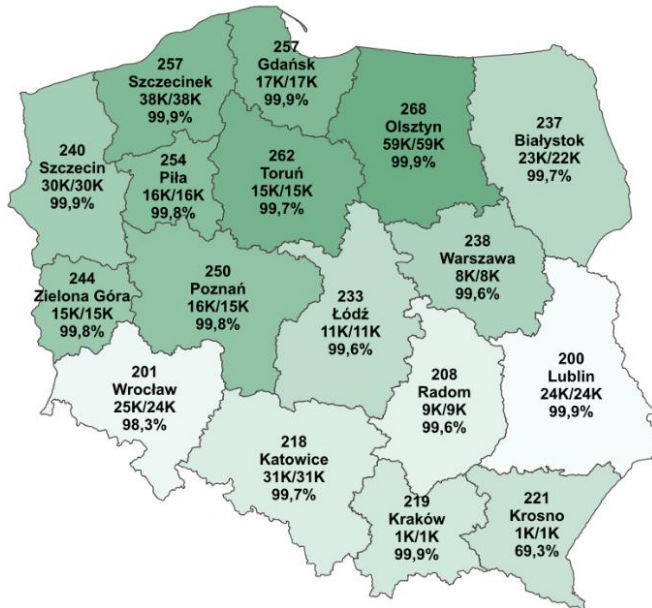 257
Szczecinek
38K/38K
99,9%
257
Gdańsk
17K/17K
99,9%
268
Olsztyn
59K/59K
99,9%
237
Białystok
23K/22K
99,7%
240
Szczecin
30K/30K
99,9%
254
Piła
16K/16K
99,8%
262
Toruń
15K/15K
99,7%
238
Warszawa
8K/8K
99,6%
244
Zielona Góra
15K/15K
99,8%
250
Poznań
16K/15K
99,8%
233
Łódź
11K/11K
99,6%
201
Wrocław
25K/24K
98,3%
208
Radom
9K/9K
99,6%
200
Lublin
24K/24K
99,9%
218
Katowice
31K/31K
99,7%
219
Kraków
1K/1K
99,9%
221
Krosno
1K/1K
69,3%